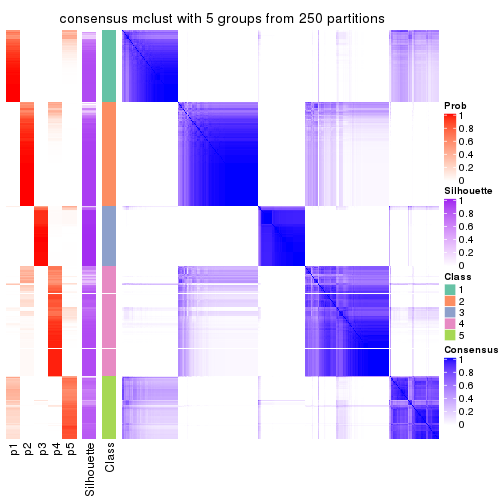 consensus mclust with 5 groups from 250 partitions
Prob
1
0.8
0.6
0.4
0.2
0
Silhouette
1
0.8
0.6
0.4
0.2
0
Class
1
2
3
4
5
Consensus
1
0.8
0.6
0.4
0.2
0
p1
p2
p3
p4
p5
Silhouette
Class